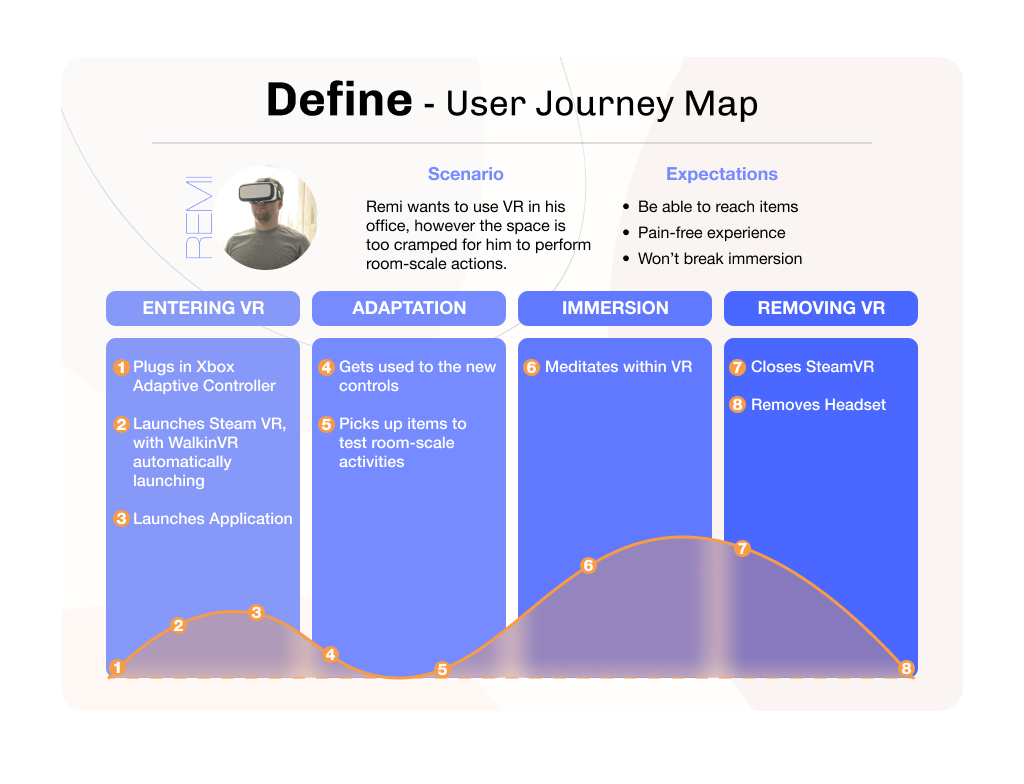 Define - User Journey Map
REMI
Scenario
Remi wants to use VR in his
office, however the space is
too cramped for him to perform
room-scale actions.
Expectations
• Be able to reach items
• Pain-free experience
• Won’t break immersion
ENTERING VR
1 Plugs in Xbox
Adaptive Controller
2 Launches Steam VR,
with WalkinVR
automatically
launching
3 Launches Application
ADAPTATION
4 Gets used to the new
controls
5 Picks up items to
test room-scale
activities
IMMERSION
6 Meditates within VR
REMOVING VR
7 Closes SteamVR
8 Removes Headset
1
2
3
4
5
6
7
8